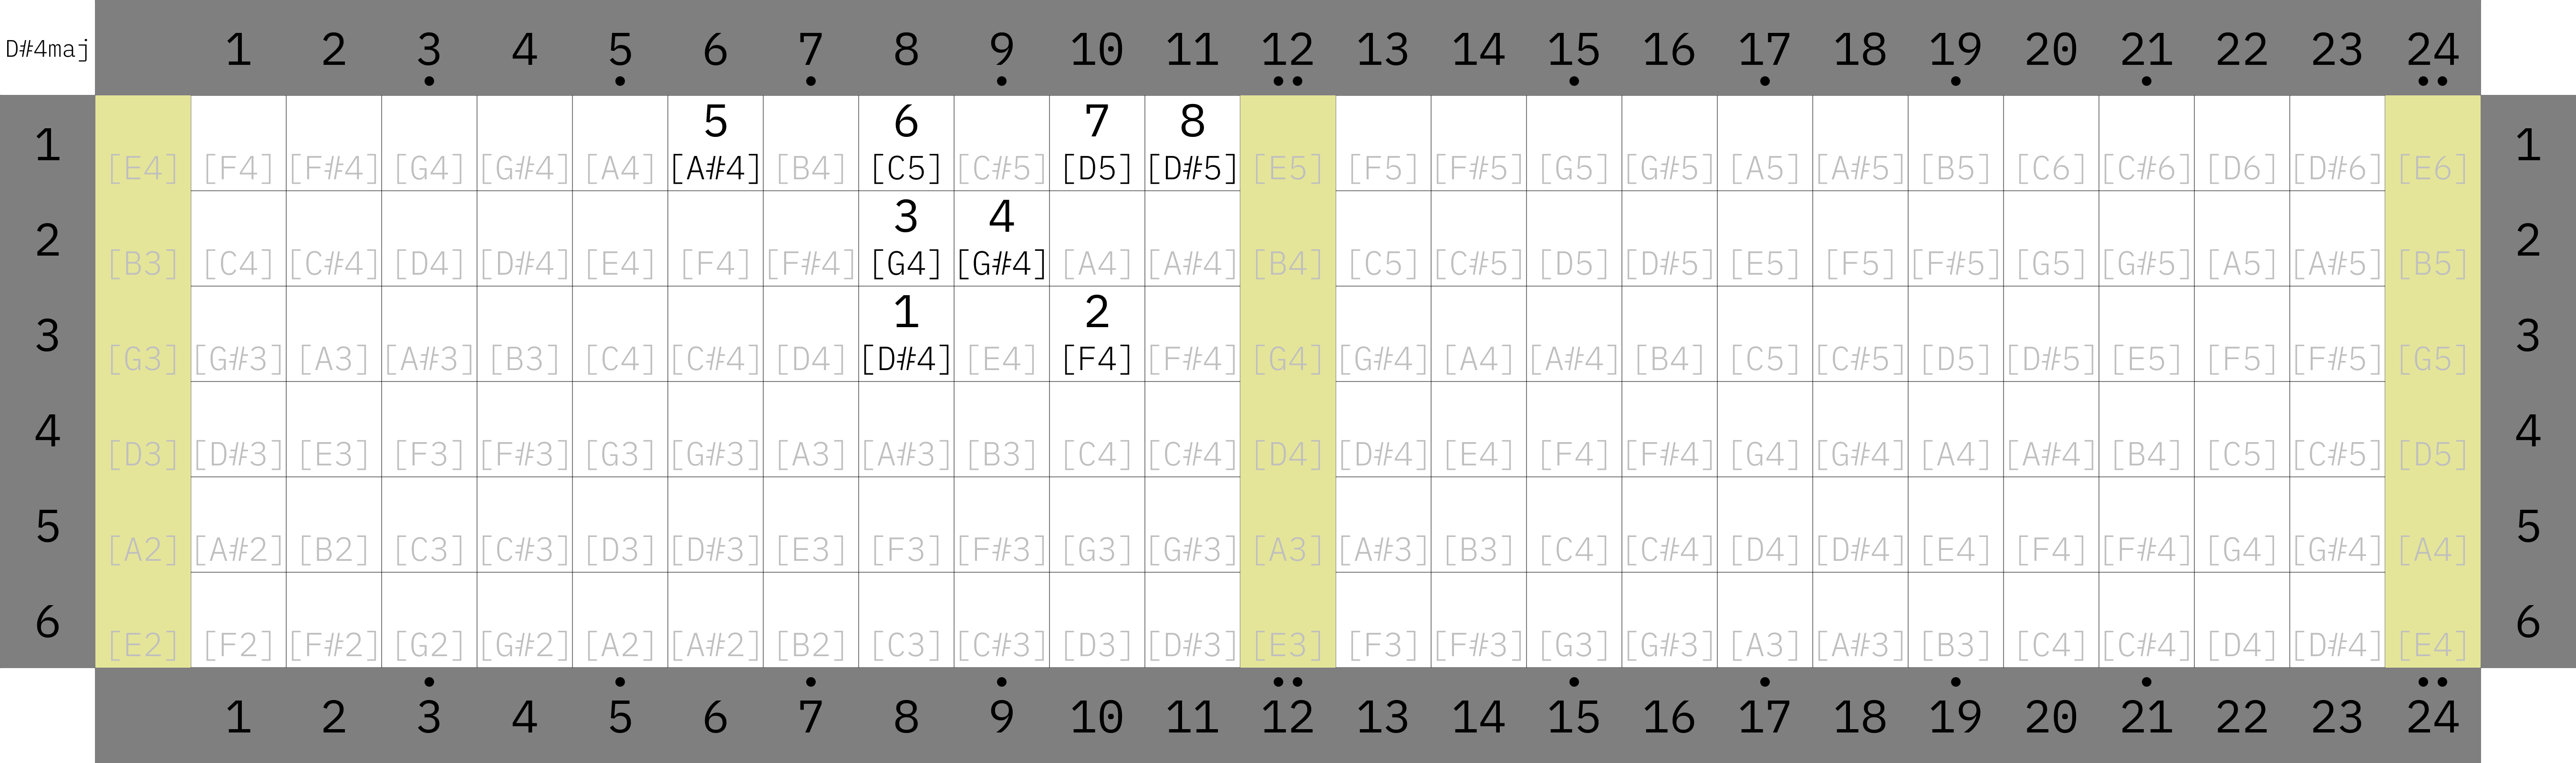 D#4maj 1 2 3 4 5 6 7 8 9 10 11 12 13 14 15 16 17 18 19 20 21 22 23 24
5 6 7 8
1 [E4] [F4] [F#4] [G4] [G#4] [A4] [A#4] [B4] [C5] [C#5] [D5] [D#5] [E5] [F5] [F#5] [G5] [G#5] [A5] [A#5] [B5] [C6] [C#6] [D6] [D#6] [E6] 1
3 4
2 [B3] [C4] [C#4] [D4] [D#4] [E4] [F4] [F#4] [G4] [G#4] [A4] [A#4] [B4] [C5] [C#5] [D5] [D#5] [E5] [F5] [F#5] [G5] [G#5] [A5] [A#5] [B5] 2
1 2
3 [G3] [G#3] [A3] [A#3] [B3] [C4] [C#4] [D4] [D#4] [E4] [F4] [F#4] [G4] [G#4] [A4] [A#4] [B4] [C5] [C#5] [D5] [D#5] [E5] [F5] [F#5] [G5] 3
4 [D3] [D#3] [E3] [F3] [F#3] [G3] [G#3] [A3] [A#3] [B3] [C4] [C#4] [D4] [D#4] [E4] [F4] [F#4] [G4] [G#4] [A4] [A#4] [B4] [C5] [C#5] [D5] 4
5 [A2] [A#2] [B2] [C3] [C#3] [D3] [D#3] [E3] [F3] [F#3] [G3] [G#3] [A3] [A#3] [B3] [C4] [C#4] [D4] [D#4] [E4] [F4] [F#4] [G4] [G#4] [A4] 5
6 [E2] [F2] [F#2] [G2] [G#2] [A2] [A#2] [B2] [C3] [C#3] [D3] [D#3] [E3] [F3] [F#3] [G3] [G#3] [A3] [A#3] [B3] [C4] [C#4] [D4] [D#4] [E4] 6
1 2 3 4 5 6 7 8 9 10 11 12 13 14 15 16 17 18 19 20 21 22 23 24